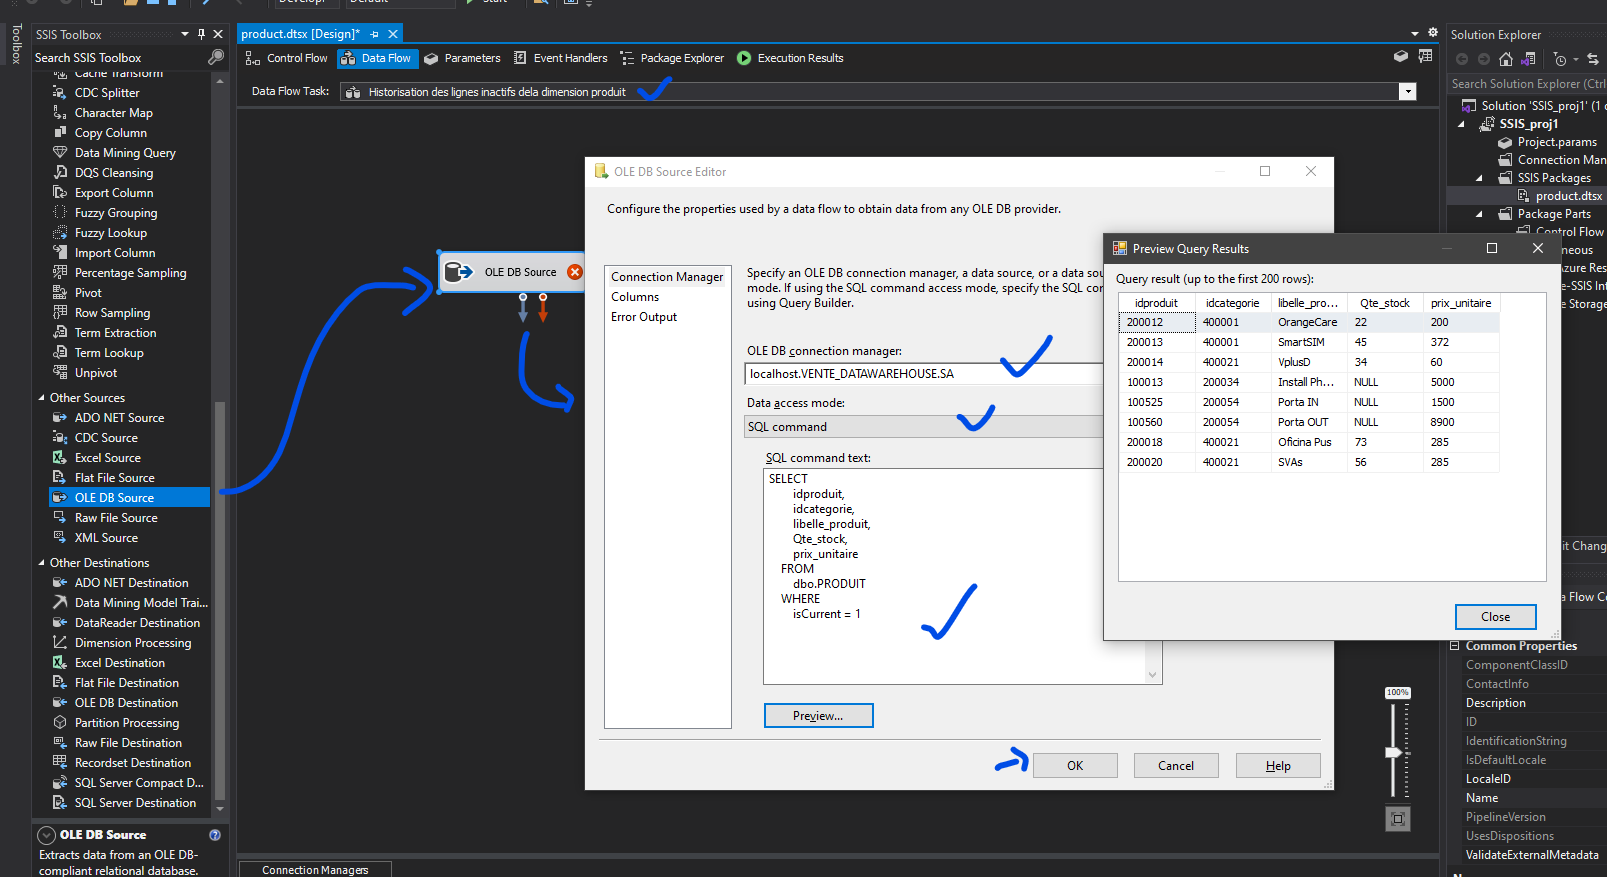 Start
Toolbox
SSIS Toolbox
Search SSIS Toolbox
Cache Transform
CDC Splitter
Character Map
Copy Column
Data Mining Query
DQS Cleansing
Export Column
Fuzzy Grouping
Fuzzy Lookup
Import Column
Percentage Sampling
Pivot
Row Sampling
Term Extraction
Term Lookup
Unpivot
Other Sources
ADO NET Source
CDC Source
Excel Source
Flat File Source
OLE DB Source
Raw File Source
XML Source
Other Destinations
ADO NET Destination
Data Mining Model Trai...
DataReader Destination
Dimension Processing
Excel Destination
Flat File Destination
OLE DB Destination
Partition Processing
Raw File Destination
Recordset Destination
SQL Server Compact D...
SQL Server Destination
OLE DB Source
Extracts data from an OLE DB-
compliant relational database.
product.dtsx [Design]*
Control Flow
Data Flow
Parameters
Event Handlers
Package Explorer
Execution Results
Data Flow Task:
Historisation des lignes inactifs dela dimension produit
OLE DB Source
OLE DB Source Editor
Configure the properties used by a data flow to obtain data from any OLE DB provider.
Connection Manager
Columns
Error Output
Specify an OLE DB connection manager, a data source, or a data sou
mode. If using the SQL command access mode, specify the SQL cor
using Query Builder.
OLE DB connection manager:
localhost.VENTE_DATAWAREHOUSE.SA
Data access mode:
SQL command
SQL command text:
SELECT
idproduit,
idcategorie,
libelle_produit,
Qte_stock,
prix_unitaire
FROM
dbo.PRODUIT
WHERE
isCurrent = 1
Preview...
OK
Cancel
Help
Preview Query Results
Query result (up to the first 200 rows):
idproduit idcategorie libelle_pro... Qte_stock prix_unitaire
200012 400001 OrangeCare 22 200
200013 400001 SmartSIM 45 372
200014 400021 VplusD 34 60
100013 200034 Install Ph... NULL 5000
100525 200054 Porta IN NULL 1500
100560 200054 Porta OUT NULL 8900
200018 400021 Oficina Pus 73 285
200020 400021 SVAs 56 285
Close
100%
Connection Managers
Solution Explorer
Search Solution Explorer (Ctrl
Solution 'SSIS_proj1' (1
SSIS_proj1
Project.params
Connection Man
SSIS Packages
product.dtsx
Package Parts
Control Flow
neous
Azure Res
e-SSIS Int
e Storage
it Chang
a Flow Co
Common Properties
ComponentClassID
ContactInfo
Description
ID
IdentificationString
IsDefaultLocale
LocaleID
Name
PipelineVersion
UsesDispositions
ValidateExternalMetadata